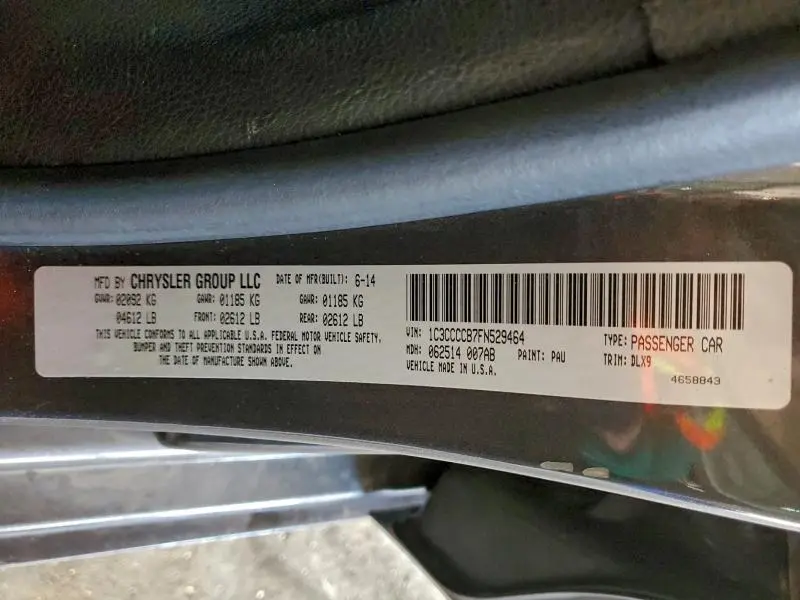 MFD BY CHRYSLER GROUP LLC DATE OF MFR(BUILT): 6-14
GVWR: 02092 KG GAWR: 01185 KG GAWR: 01185 KG
04612 LB FRONT: 02612 LB REAR: 02612 LB
THIS VEHICLE CONFORMS TO ALL APPLICABLE U.S.A. FEDERAL MOTOR VEHICLE SAFETY,
BUMPER AND THEFT PREVENTION STANDARDS IN EFFECT ON
THE DATE OF MANUFACTURE SHOWN ABOVE.
VIN: 1C3CCCCB7FN529464 TYPE: PASSENGER CAR
MDH: 062514 007AB PAINT: PAU TRIM: DLX9
VEHICLE MADE IN U.S.A. 4658843